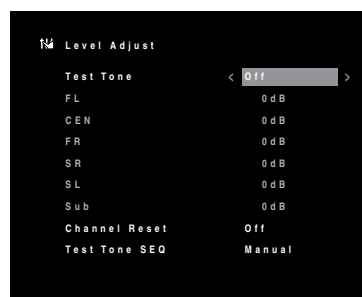 Level Adjust
Test Tone < Off >
FL 0dB
CEN 0dB
FR 0dB
SR 0dB
SL 0dB
Sub 0dB
Channel Reset Off
Test Tone SEQ Manual